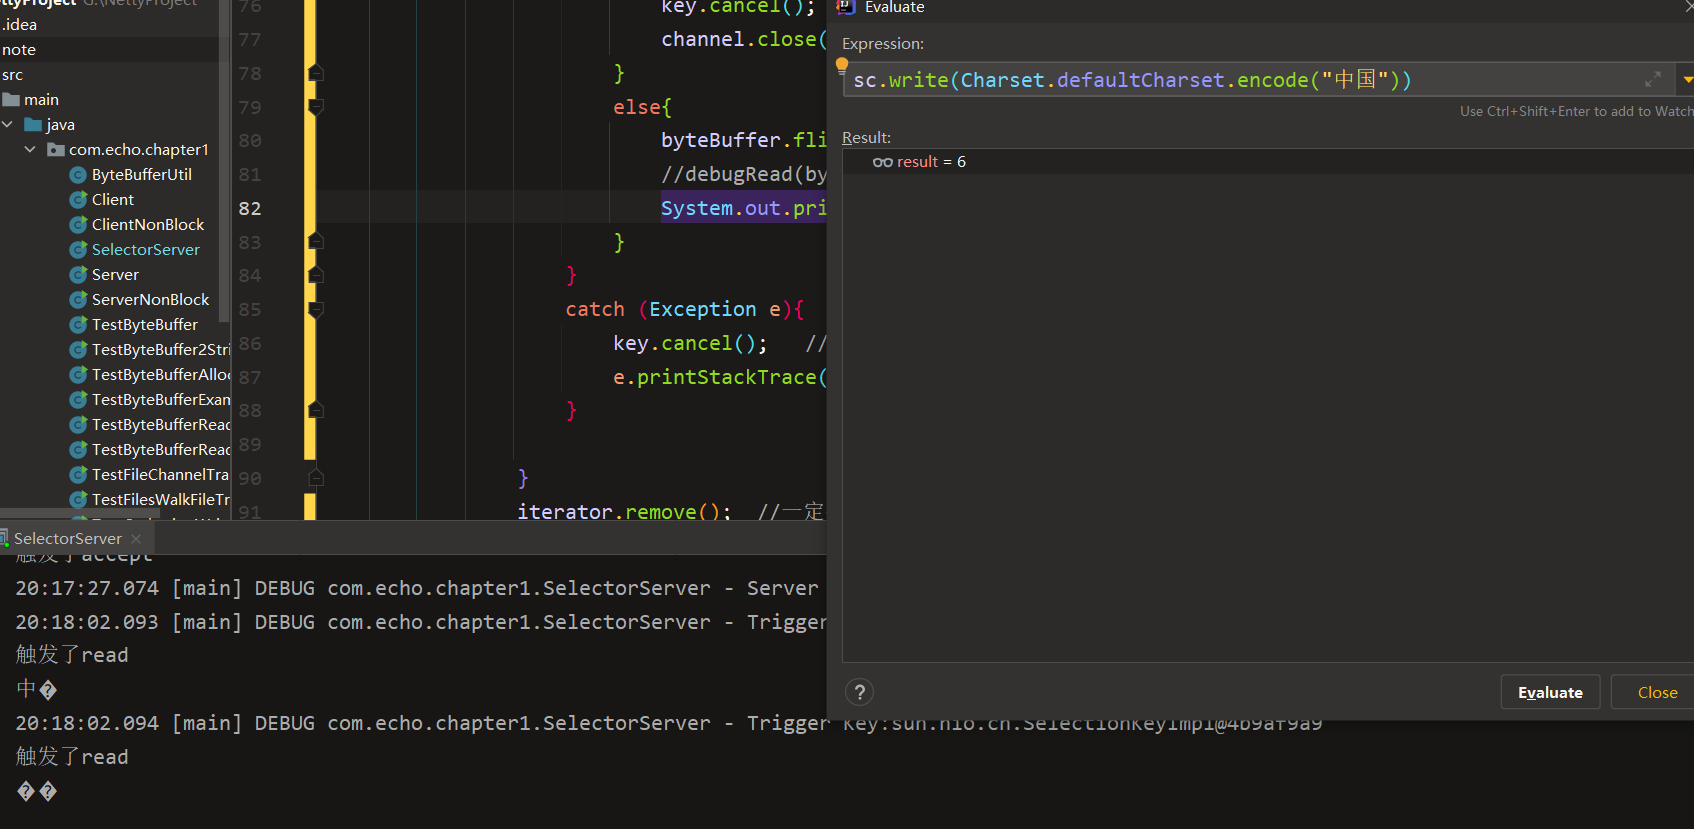 NettyProject G:\NettyProject
.idea
note
src
main
java
com.echo.chapter1
ByteBufferUtil
Client
ClientNonBlock
SelectorServer
Server
ServerNonBlock
TestByteBuffer
TestByteBuffer2Stri
TestByteBufferAlloc
TestByteBufferExam
TestByteBufferRead
TestByteBufferRead
TestFileChannelTra
TestFilesWalkFileTr
76 key.cancel();
77 channel.close(
78 }
79 else{
80 byteBuffer.fli
81 //debugRead(by
82 System.out.pri
83 }
84 }
85 catch (Exception e){
86 key.cancel(); //
87 e.printStackTrace(
88 }
89
90 }
91 iterator.remove(); //一定
Evaluate
Expression:
sc.write(Charset.defaultCharset.encode("中国"))
Use Ctrl+Shift+Enter to add to Watch
Result:
result = 6
? Evaluate Close
SelectorServer
触发了accept
20:17:27.074 [main] DEBUG com.echo.chapter1.SelectorServer - Server
20:18:02.093 [main] DEBUG com.echo.chapter1.SelectorServer - Trigger
触发了read
中�
20:18:02.094 [main] DEBUG com.echo.chapter1.SelectorServer - Trigger Key:sun.nio.ch.SelectionKeyImpl@4b9af9a9
触发了read
��